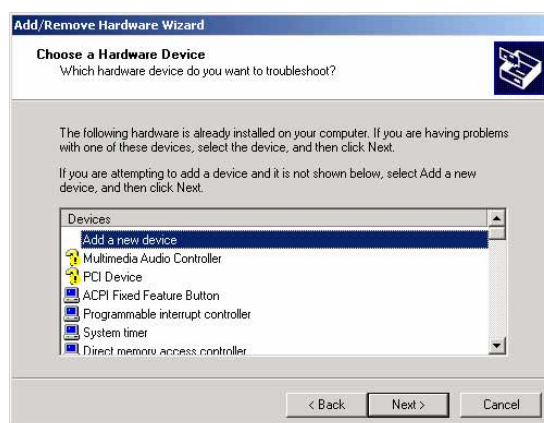 Add/Remove Hardware Wizard
Choose a Hardware Device
Which hardware device do you want to troubleshoot?
The following hardware is already installed on your computer. If you are having problems
with one of these devices, select the device, and then click Next.
If you are attempting to add a device and it is not shown below, select Add a new
device, and then click Next.
Devices
Add a new device
Multimedia Audio Controller
PCI Device
ACPI Fixed Feature Button
Programmable interrupt controller
System timer
Direct memory access controller
< Back
Next >
Cancel